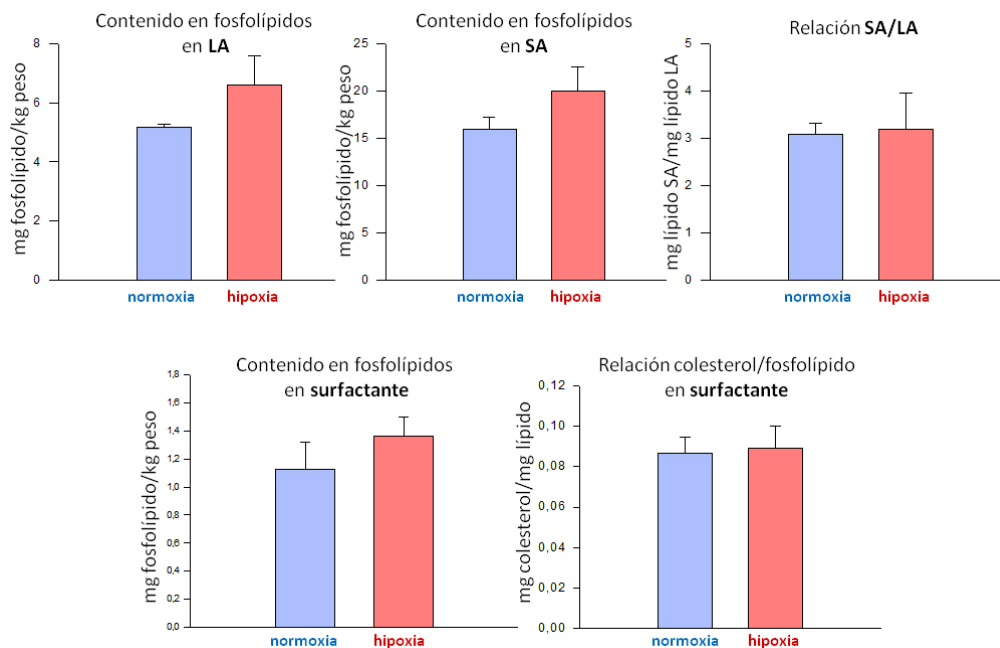 Contenido en fosfolípidos
en LA
mg fosfolípido/kg peso
8
6
4
2
0
normoxia hipoxia
Contenido en fosfolípidos
en SA
mg fosfolípido/kg peso
25
20
15
10
5
0
normoxia hipoxia
Relación SA/LA
mg lípido SA/mg lípido LA
5
4
3
2
1
0
normoxia hipoxia
Contenido en fosfolípidos
en surfactante
mg fosfolípido/kg peso
1,8
1,6
1,4
1,2
1,0
0,8
0,6
0,4
0,2
0,0
normoxia hipoxia
Relación colesterol/fosfolípido
en surfactante
mg colesterol/mg lípido
0,12
0,10
0,08
0,06
0,04
0,02
0,00
normoxia hipoxia